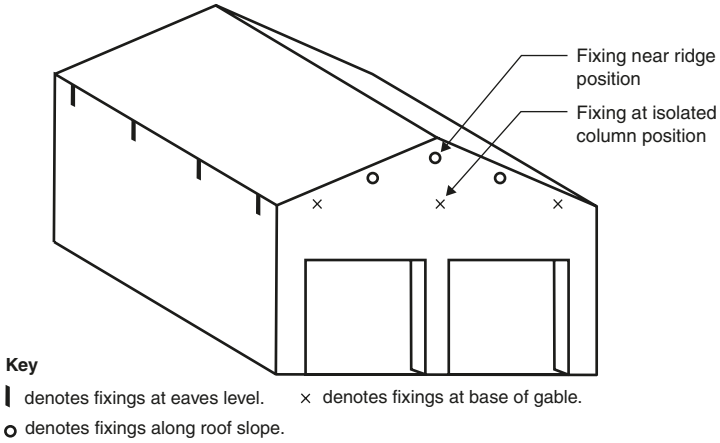 Fixing near ridge
position
Fixing at isolated
column position
Key
denotes fixings at eaves level.
× denotes fixings at base of gable.
denotes fixings along roof slope.